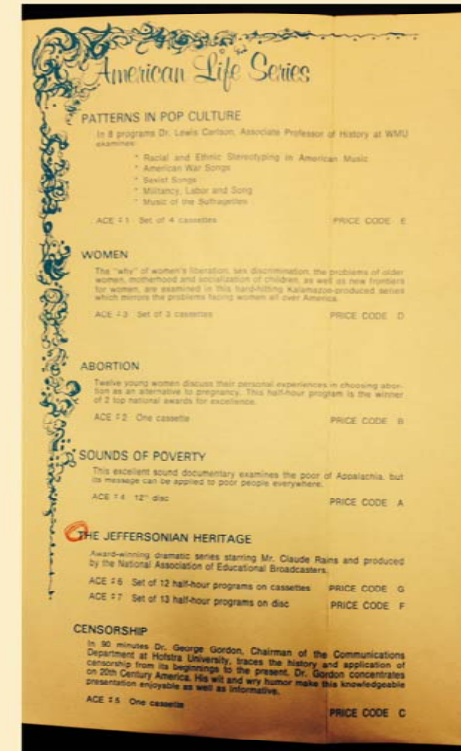 American Life Series
PATTERNS IN POP CULTURE
In 8 programs Dr. Lewis Carlson, Associate Professor of History at WMU
examines:
* Racial and Ethnic Stereotyping in American Music
* American War Songs
* Sexist Songs
* Militancy, Labor and Song
* Music of the Suffragettes
ACE #1 Set of 4 cassettes PRICE CODE E
WOMEN
The "why" of women's liberation, sex discrimination, the problems of older
women, motherhood and socialization of children, as well as new frontiers
for women, are examined in this hard-hitting Kalamazoo-produced series
which mirrors the problems facing women all over America.
ACE #3 Set of 3 cassettes PRICE CODE D
ABORTION
Twelve young women discuss their personal experiences in choosing abor-
tion as an alternative to pregnancy. This half-hour program is the winner
of 2 top national awards for excellence.
ACE #2 One cassette PRICE CODE B
SOUNDS OF POVERTY
This excellent sound documentary examines the poor of Appalachia, but
its message can be applied to poor people everywhere.
ACE #4 12" disc PRICE CODE A
THE JEFFERSONIAN HERITAGE
Award-winning dramatic series starring Mr. Claude Rains and produced
by the National Association of Educational Broadcasters.
ACE #6 Set of 12 half-hour programs on cassettes PRICE CODE G
ACE #7 Set of 13 half-hour programs on disc PRICE CODE F
CENSORSHIP
In 90 minutes Dr. George Gordon, Chairman of the Communications
Department at Hofstra University, traces the history and application of
censorship from its beginnings to the present. Dr. Gordon concentrates
on 20th Century America. His wit and wry humor make this knowledgeable
presentation enjoyable as well as informative.
ACE #5 One cassette PRICE CODE C